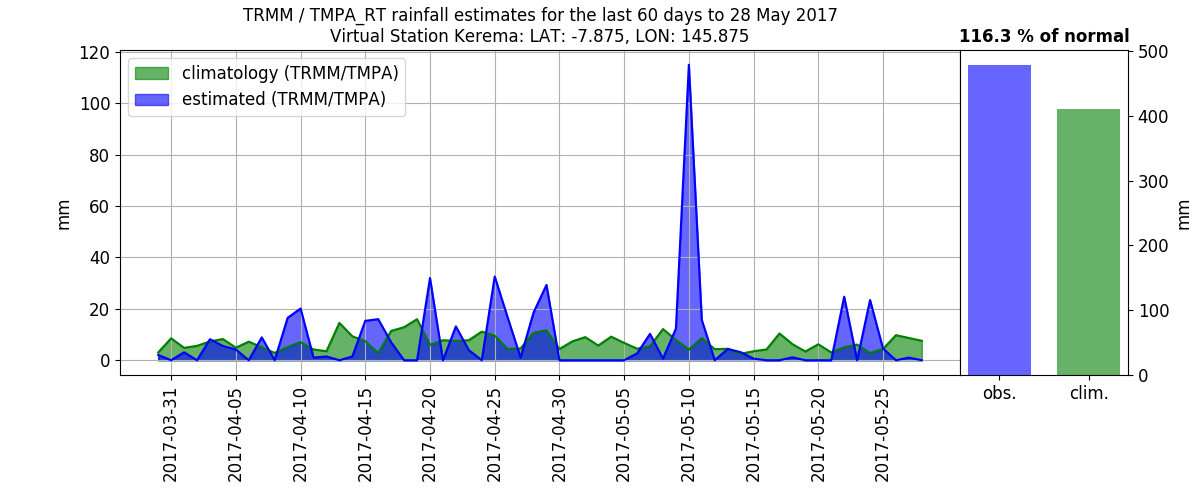 TRMM / TMPA_RT rainfall estimates for the last 60 days to 28 May 2017
Virtual Station Kerema: LAT: -7.875, LON: 145.875
116.3 % of normal
climatology (TRMM/TMPA)
estimated (TRMM/TMPA)
mm
120
100
80
60
40
20
0
2017-03-31
2017-04-05
2017-04-10
2017-04-15
2017-04-20
2017-04-25
2017-04-30
2017-05-05
2017-05-10
2017-05-15
2017-05-20
2017-05-25
obs.
clim.
500
400
300
200
100
0
mm